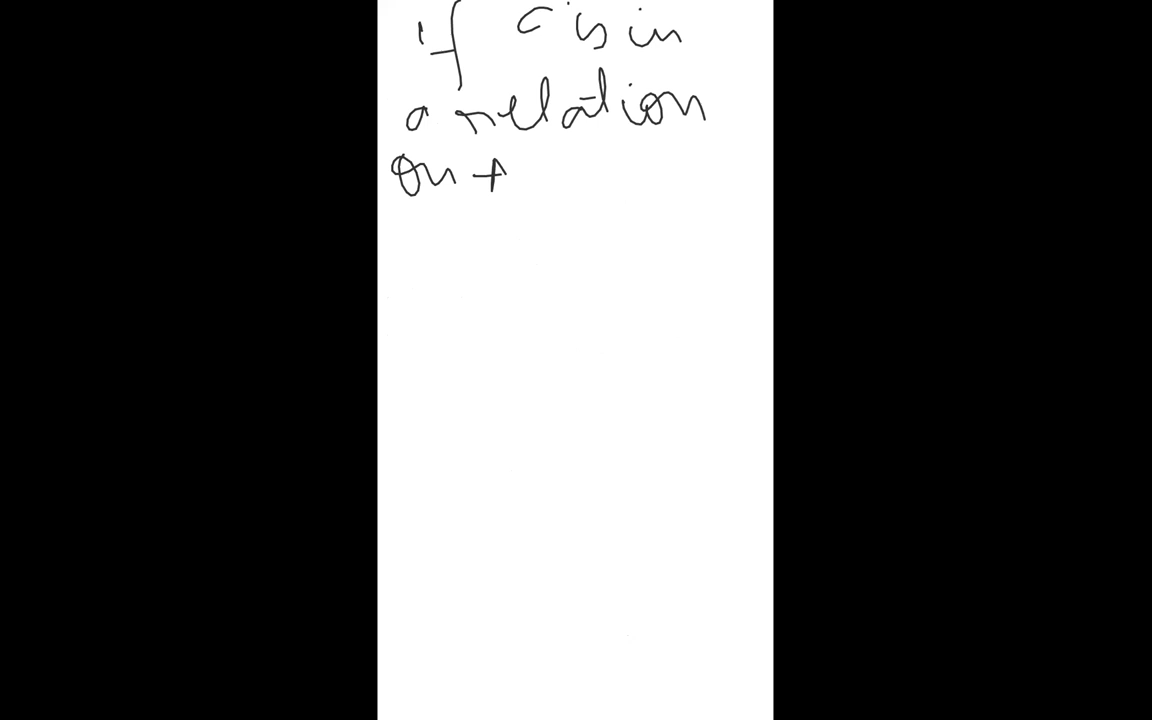 if c is in
a relation
on t